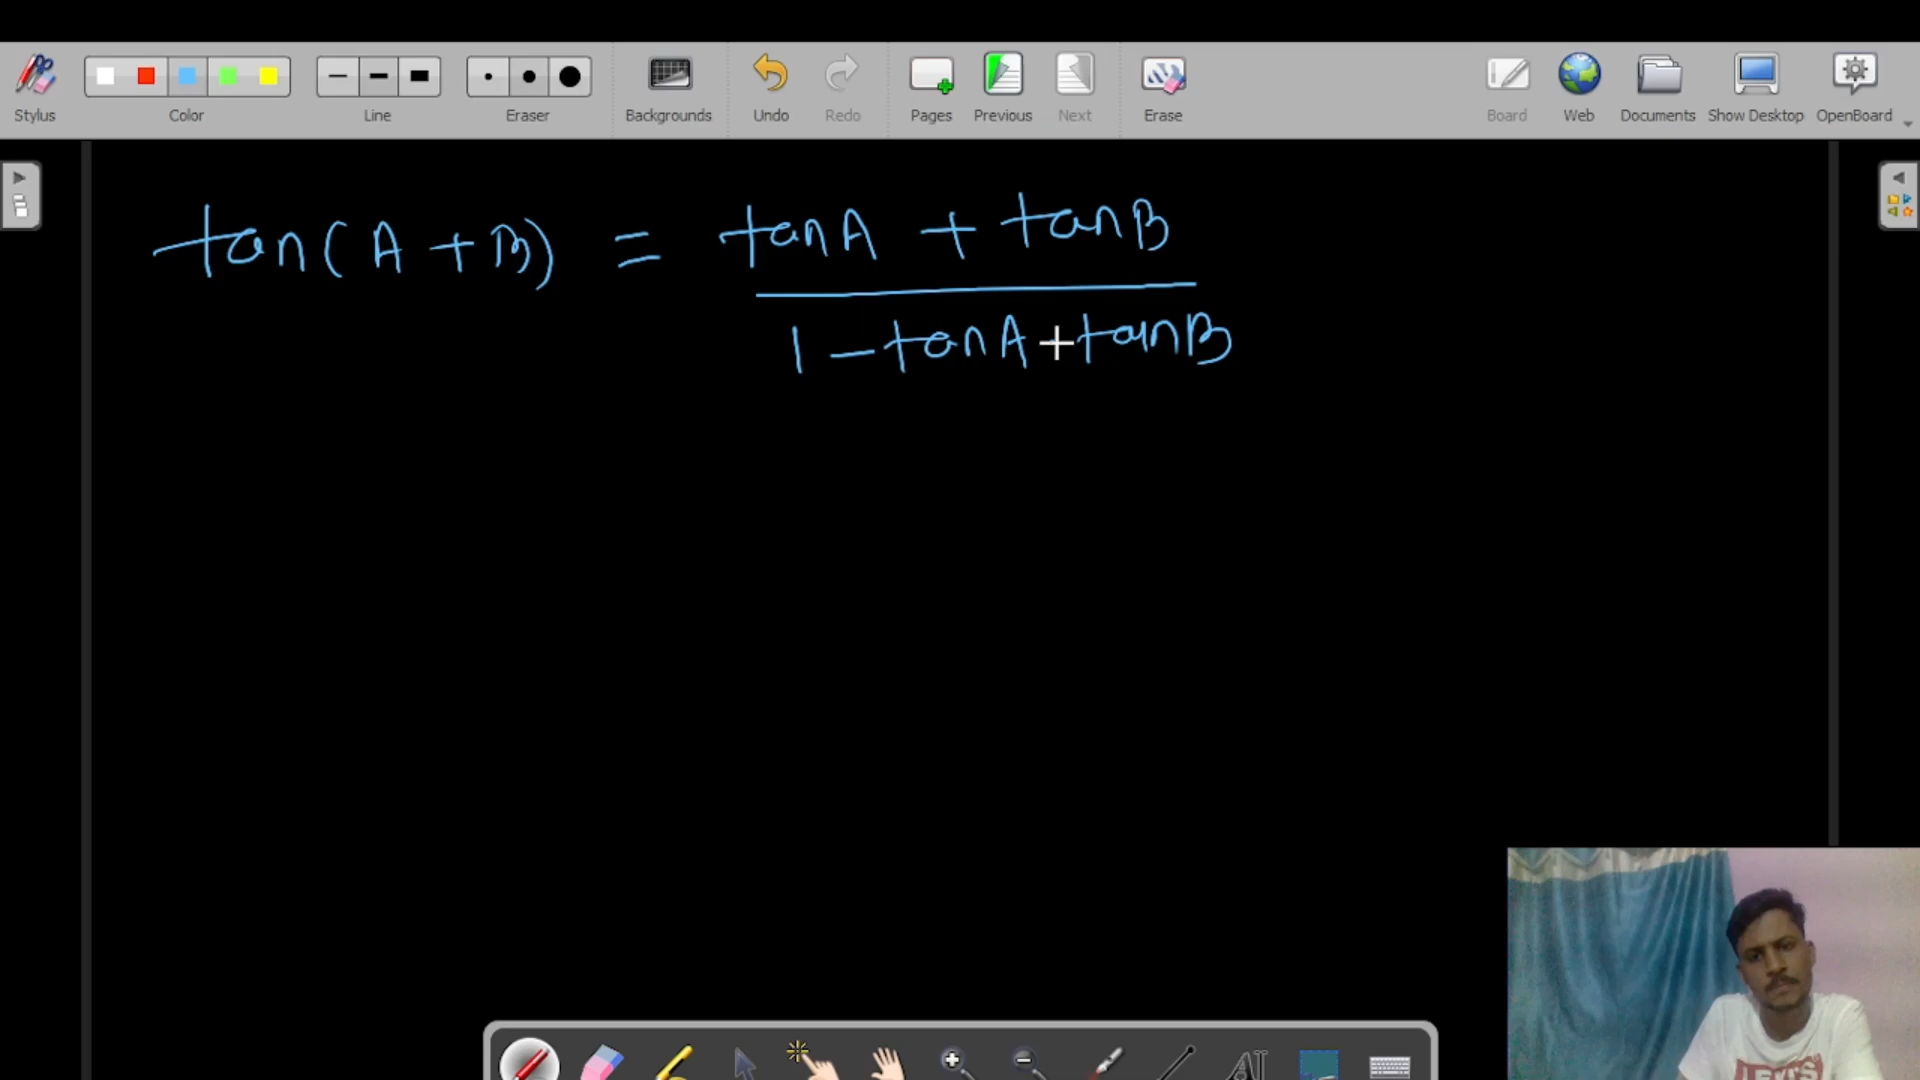 Stylus Color Line Eraser Backgrounds Undo Redo Pages Previous Next Erase Board Web Documents Show Desktop OpenBoard
tan(A+B) = tanA + tanB
1 - tanA tanB